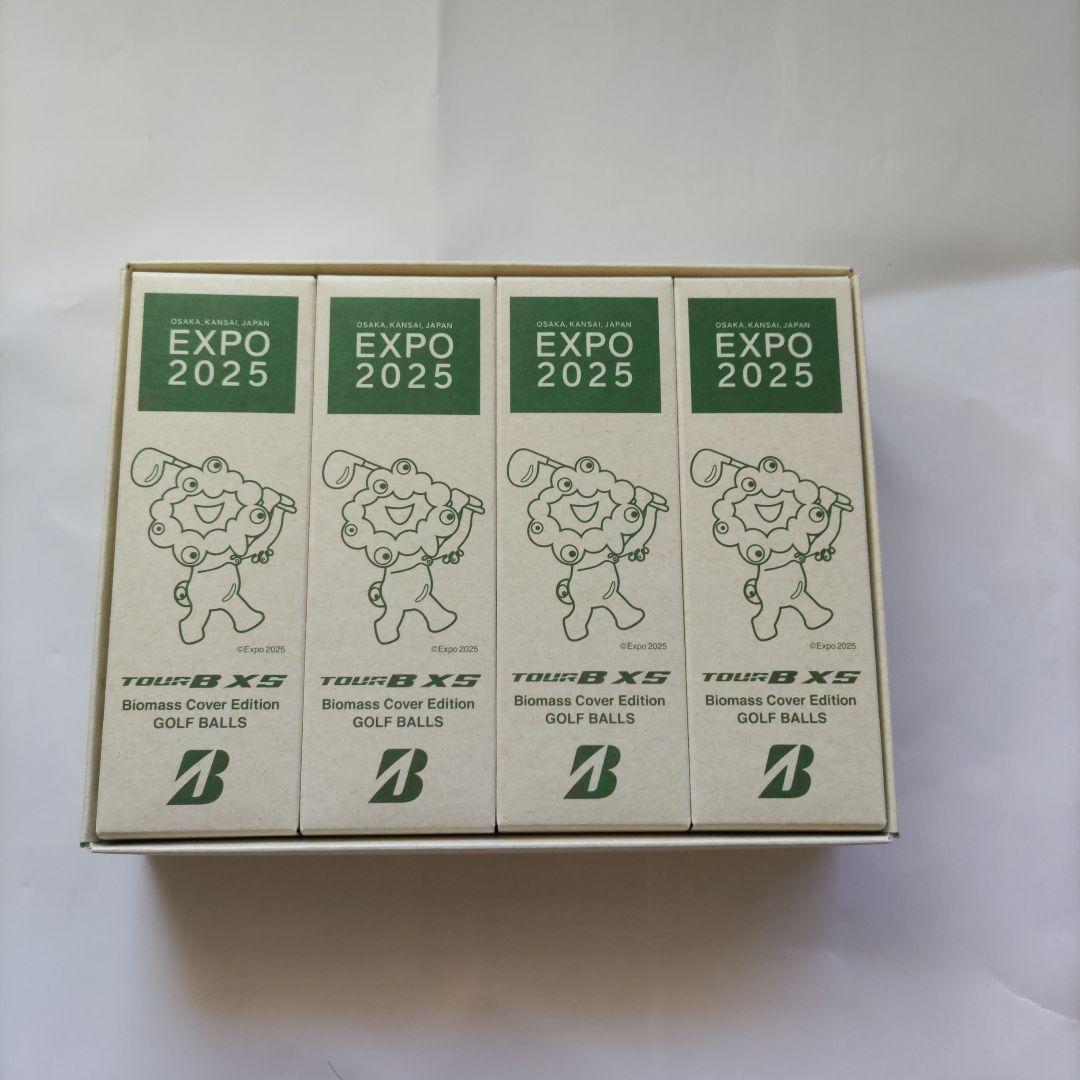 OSAKA, KANSAI, JAPAN
EXPO
2025
©Expo 2025
TOUR B XS
Biomass Cover Edition
GOLF BALLS
B
OSAKA, KANSAI, JAPAN
EXPO
2025
©Expo 2025
TOUR B XS
Biomass Cover Edition
GOLF BALLS
B
OSAKA, KANSAI, JAPAN
EXPO
2025
©Expo 2025
TOUR B XS
Biomass Cover Edition
GOLF BALLS
B
OSAKA, KANSAI, JAPAN
EXPO
2025
©Expo 2025
TOUR B XS
Biomass Cover Edition
GOLF BALLS
B